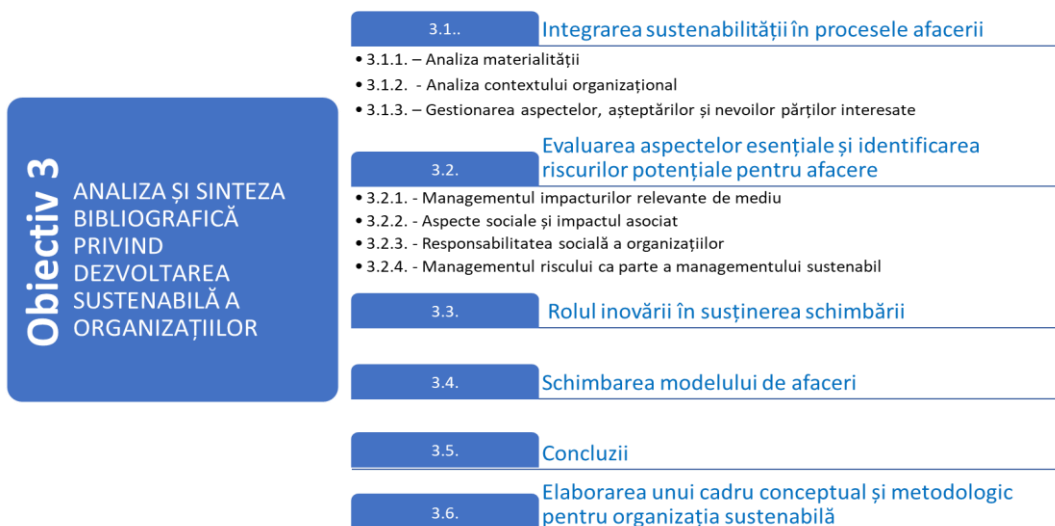 Obiectiv 3
ANALIZA ȘI SINTEZA
BIBLIOGRAFICĂ
PRIVIND
DEZVOLTAREA
SUSTENABILĂ A
ORGANIZAȚIILOR
3.1..
Integrarea sustenabilității în procesele afacerii
• 3.1.1. – Analiza materialității
• 3.1.2. - Analiza contextului organizațional
• 3.1.3. – Gestionarea aspectelor, așteptărilor și nevoilor părților interesate
3.2.
Evaluarea aspectelor esențiale și identificarea
riscurilor potențiale pentru afacere
• 3.2.1. - Managementul impacturilor relevante de mediu
• 3.2.2. - Aspecte sociale și impactul asociat
• 3.2.3. - Responsabilitatea socială a organizațiilor
• 3.2.4. - Managementul riscului ca parte a managementului sustenabil
3.3.
Rolul inovării în susținerea schimbării
3.4.
Schimbarea modelului de afaceri
3.5.
Concluzii
3.6.
Elaborarea unui cadru conceptual și metodologic
pentru organizația sustenabilă